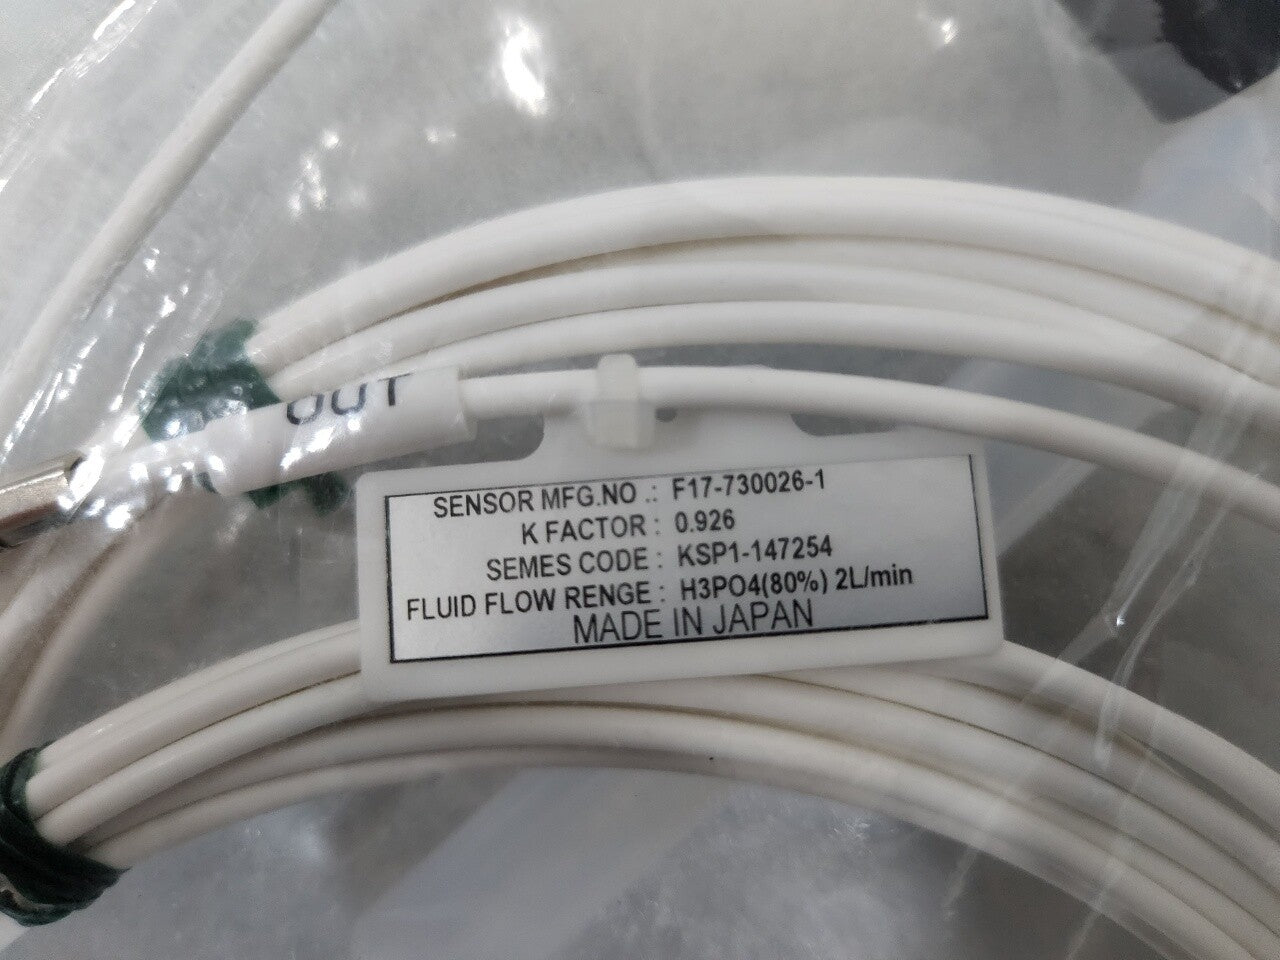 OUT
SENSOR MFG.NO .: F17-730026-1
K FACTOR : 0.926
SEMES CODE : KSP1-147254
FLUID FLOW RENGE : H3PO4(80%) 2L/min
MADE IN JAPAN